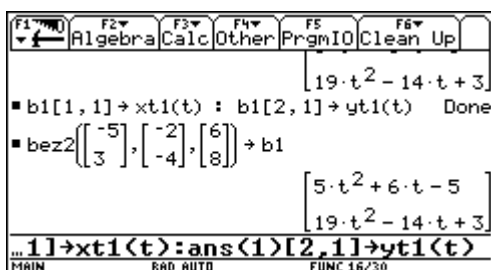 F1 F2 Algebra F3 Calc F4 Other F5 PrgmIO F6 Clean Up
[19·t² - 14·t + 3]
▪ b1[1,1]→xt1(t) : b1[2,1]→yt1(t) Done
▪ bez2([-5 3],[-2 -4],[6 8])→b1
[5·t² + 6·t - 5
19·t² - 14·t + 3]
…1]→xt1(t):ans(1)[2,1]→yt1(t)
MAIN RAD AUTO FUNC 16/30